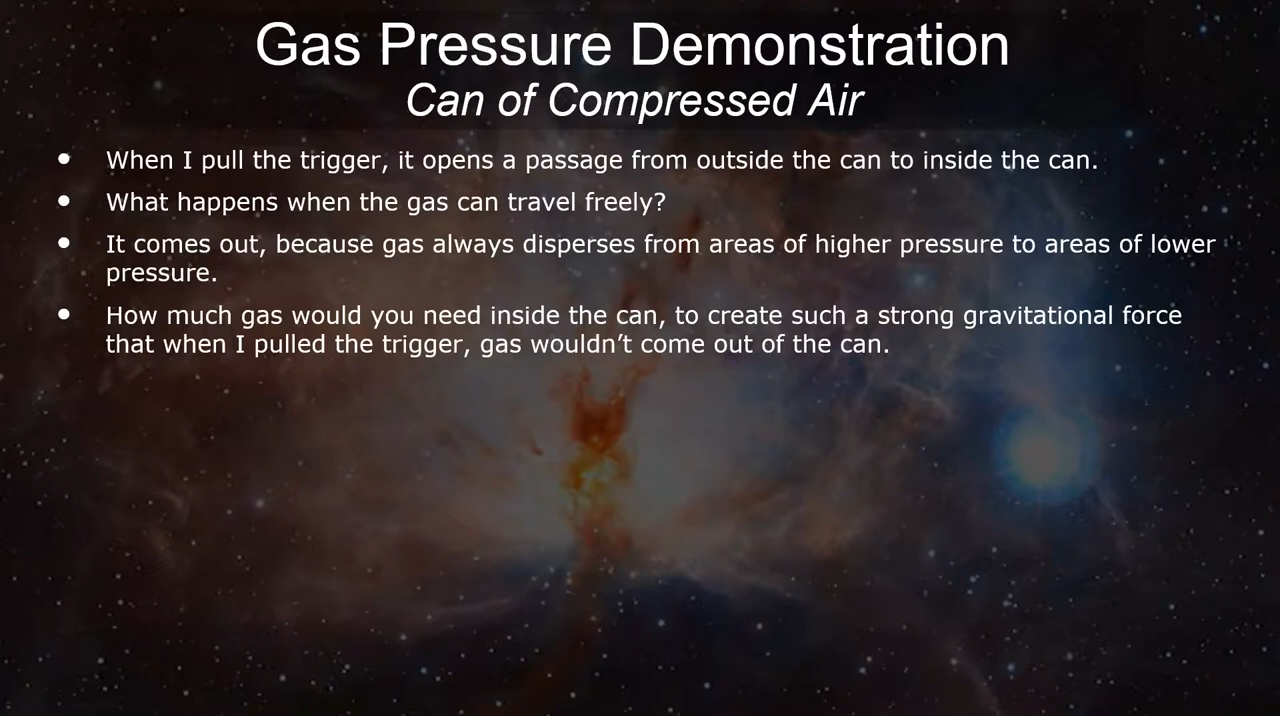 Gas Pressure Demonstration
Can of Compressed Air
• When I pull the trigger, it opens a passage from outside the can to inside the can.
• What happens when the gas can travel freely?
• It comes out, because gas always disperses from areas of higher pressure to areas of lower
pressure.
• How much gas would you need inside the can, to create such a strong gravitational force
that when I pulled the trigger, gas wouldn’t come out of the can.